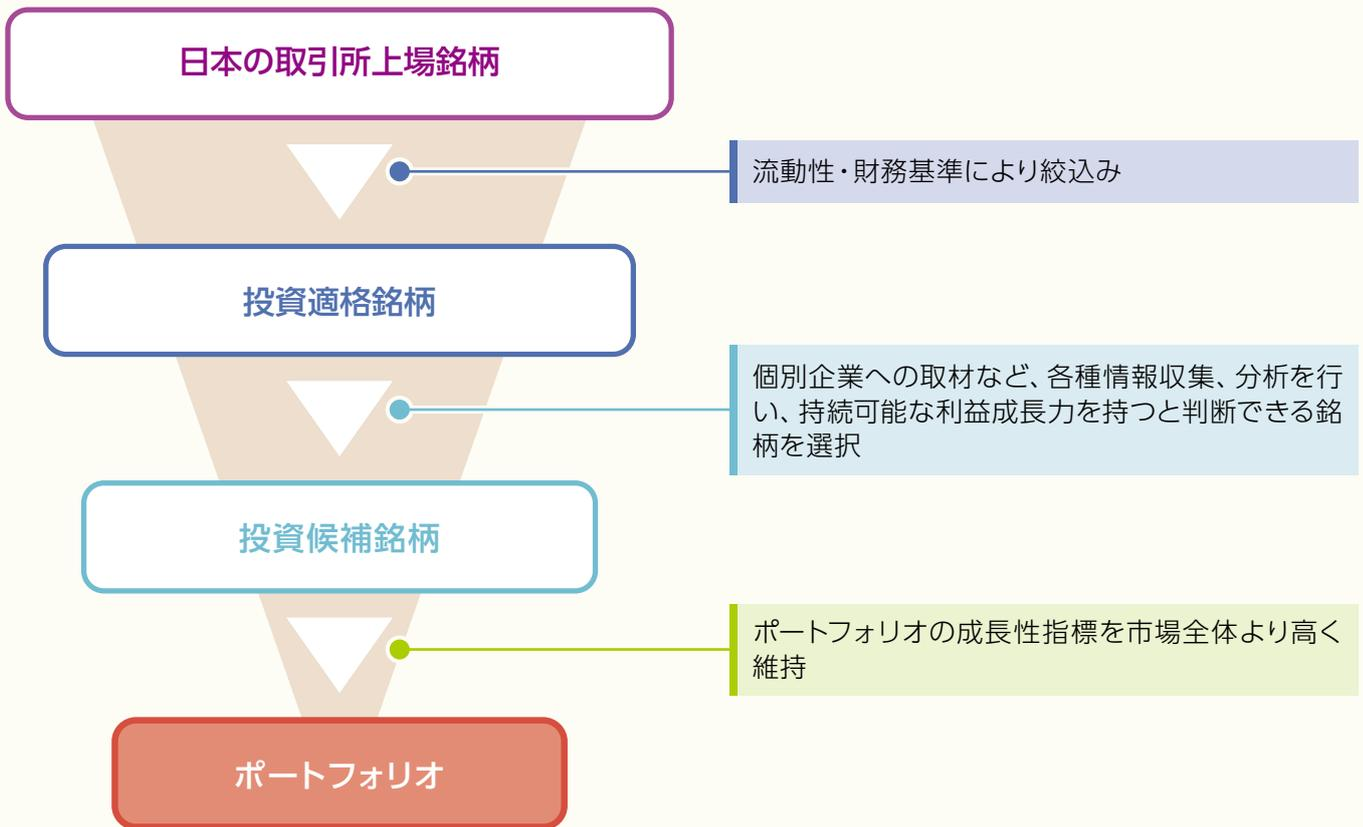 日本の取引所上場銘柄
流動性・財務基準により絞込み
投資適格銘柄
個別企業への取材など、各種情報収集、分析を行
い、持続可能な利益成長力を持つと判断できる銘
柄を選択
投資候補銘柄
ポートフォリオの成長性指標を市場全体より高く
維持
ポートフォリオ